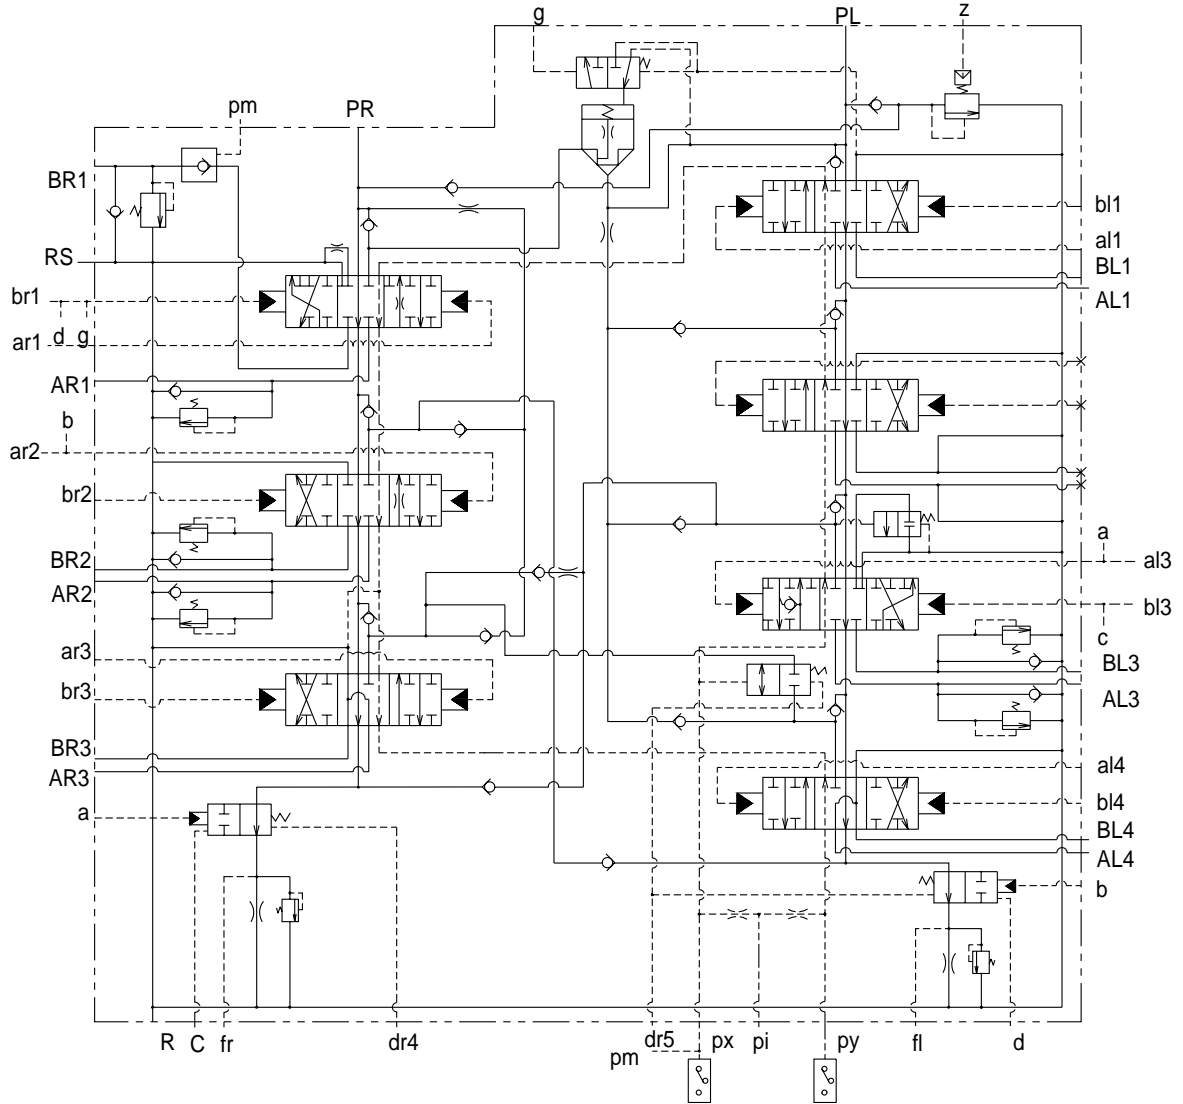 g
PL
z
pm
PR
BR1
bl1
al1
RS
BL1
br1
AL1
d g
ar1
AR1
b
ar2
br2
a
BR2
al3
AR2
bl3
c
ar3
BL3
br3
AL3
BR3
AR3
al4
a
bl4
BL4
AL4
b
R C fr dr4 dr5 px pi py fl d
pm